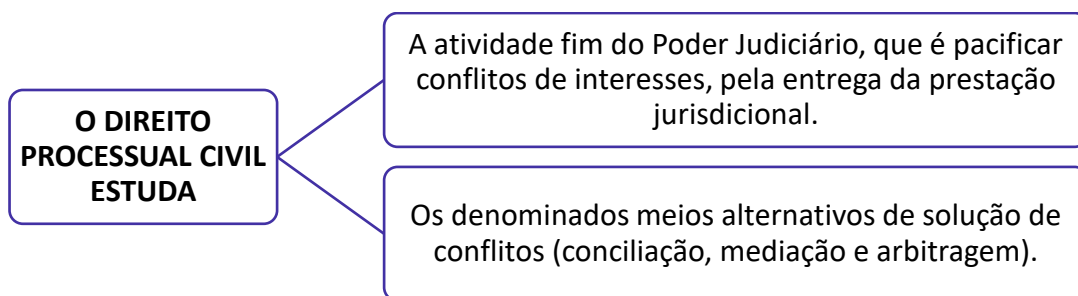 O DIREITO
PROCESSUAL CIVIL
ESTUDA
A atividade fim do Poder Judiciário, que é pacificar
conflitos de interesses, pela entrega da prestação
jurisdicional.
Os denominados meios alternativos de solução de
conflitos (conciliação, mediação e arbitragem).